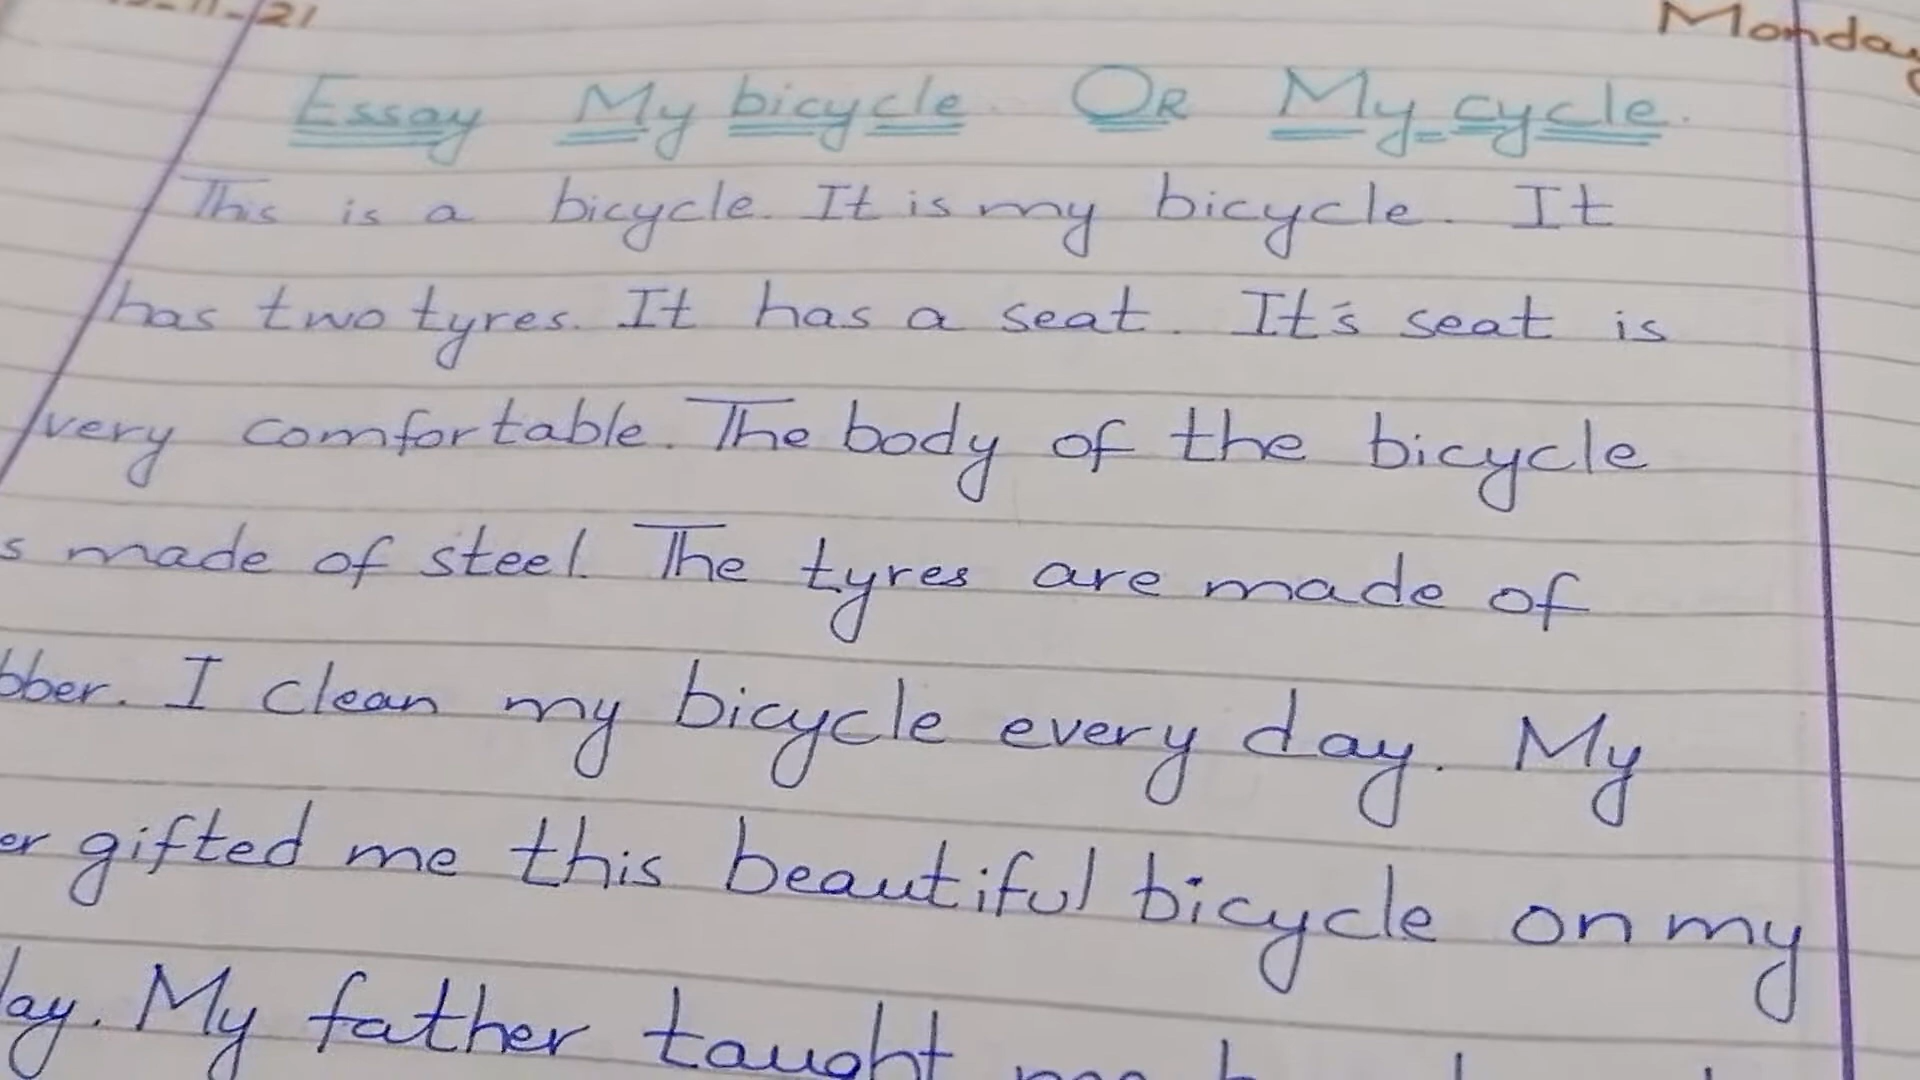 -11-21 Monday
Essay My bicycle OR My cycle.
This is a bicycle. It is my bicycle. It
has two tyres. It has a seat. It's seat is
very comfortable. The body of the bicycle
s made of steel. The tyres are made of
bber. I clean my bicycle every day. My
er gifted me this beautiful bicycle on my
ay. My father taught